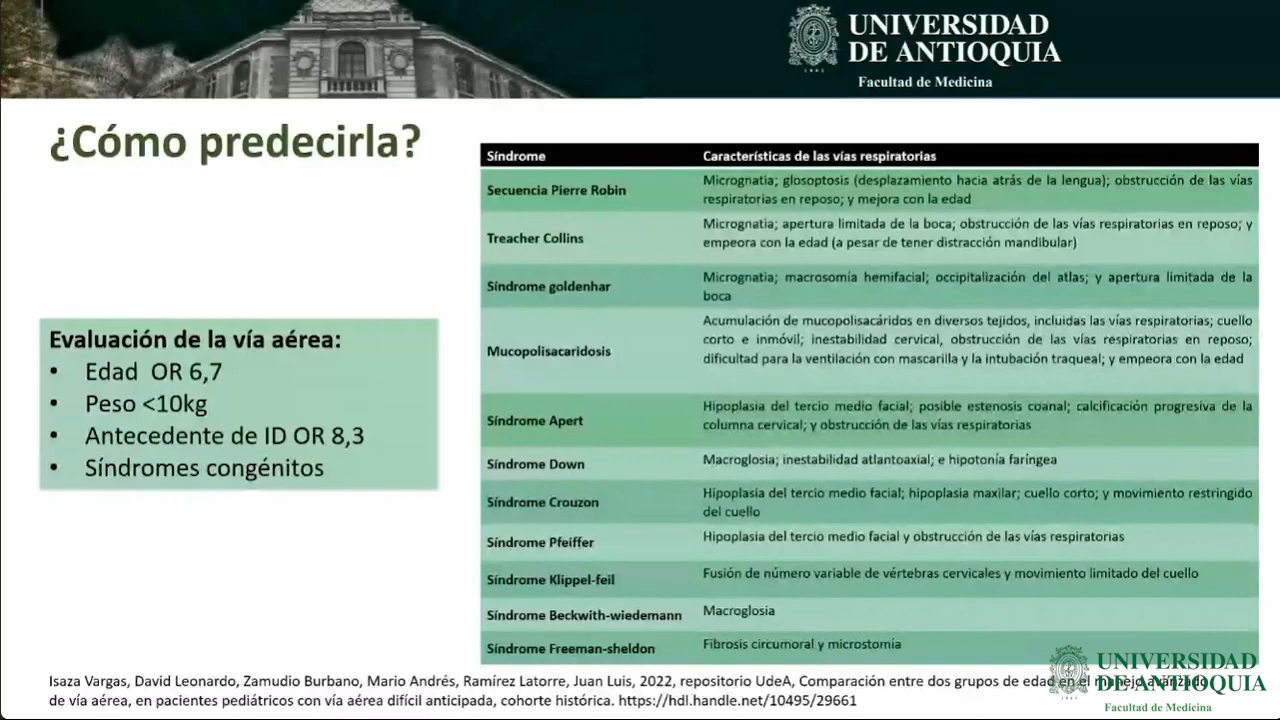 UNIVERSIDAD
DE ANTIOQUIA
1803
Facultad de Medicina
¿Cómo predecirla?
Evaluación de la vía aérea:
• Edad OR 6,7
• Peso <10kg
• Antecedente de ID OR 8,3
• Síndromes congénitos
Síndrome Características de las vías respiratorias
Secuencia Pierre Robin Micrognatia; glosoptosis (desplazamiento hacia atrás de la lengua); obstrucción de las vías
respiratorias en reposo; y mejora con la edad
Treacher Collins Micrognatia; apertura limitada de la boca; obstrucción de las vías respiratorias en reposo; y
empeora con la edad (a pesar de tener distracción mandibular)
Síndrome goldenhar Micrognatia; macrosomía hemifacial; occipitalización del atlas; y apertura limitada de la
boca
Mucopolisacaridosis Acumulación de mucopolisacáridos en diversos tejidos, incluidas las vías respiratorias; cuello
corto e inmóvil; inestabilidad cervical, obstrucción de las vías respiratorias en reposo;
dificultad para la ventilación con mascarilla y la intubación traqueal; y empeora con la edad
Síndrome Apert Hipoplasia del tercio medio facial; posible estenosis coanal; calcificación progresiva de la
columna cervical; y obstrucción de las vías respiratorias
Síndrome Down Macroglosia; inestabilidad atlantoaxial; e hipotonía faríngea
Síndrome Crouzon Hipoplasia del tercio medio facial; hipoplasia maxilar; cuello corto; y movimiento restringido
del cuello
Síndrome Pfeiffer Hipoplasia del tercio medio facial y obstrucción de las vías respiratorias
Síndrome Klippel-feil Fusión de número variable de vértebras cervicales y movimiento limitado del cuello
Síndrome Beckwith-wiedemann Macroglosia
Síndrome Freeman-sheldon Fibrosis circumoral y microstomia
Isaza Vargas, David Leonardo, Zamudio Burbano, Mario Andrés, Ramírez Latorre, Juan Luis, 2022, repositorio UdeA, Comparación entre dos grupos de edad en el manejo avanzado
de vía aérea, en pacientes pediátricos con vía aérea difícil anticipada, cohorte histórica. https://hdl.handle.net/10495/29661
UNIVERSIDAD
DE ANTIOQUIA
Facultad de Medicina